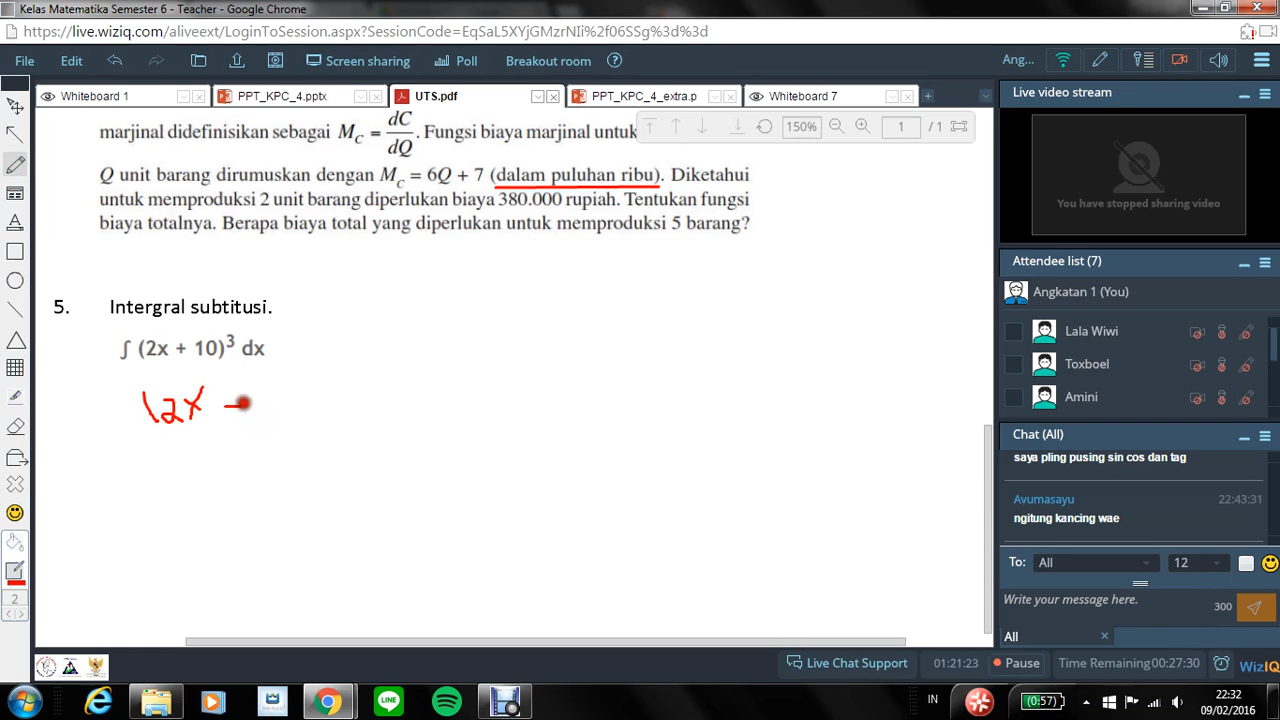 Kelas Matematika Semester 6 - Teacher - Google Chrome
https://live.wiziq.com/aliveext/LoginToSession.aspx?SessionCode=EqSaL5XYjGMzrNIi%2f06SSg%3d%3d
File Edit Screen sharing Poll Breakout room ? Ang...
Whiteboard 1 PPT_KPC_4.pptx UTS.pdf PPT_KPC_4_extra.p Whiteboard 7
150% 1 / 1
marjinal didefinisikan sebagai M_C = dC/dQ. Fungsi biaya marjinal untuk
Q unit barang dirumuskan dengan M_C = 6Q + 7 (dalam puluhan ribu). Diketahui
untuk memproduksi 2 unit barang diperlukan biaya 380.000 rupiah. Tentukan fungsi
biaya totalnya. Berapa biaya total yang diperlukan untuk memproduksi 5 barang?
5. Intergral subtitusi.
∫ (2x + 10)³ dx
(2x -
2
Live video stream
You have stopped sharing video
Attendee list (7)
Angkatan 1 (You)
Lala Wiwi
Toxboel
Amini
Chat (All)
saya pling pusing sin cos dan tag
Avumasayu 22:43:31
ngitung kancing wae
To: All 12
Write your message here. 300
All
Live Chat Support 01:21:23 Pause Time Remaining 00:27:30 WizIQ
LINE IN (0:57) 22:32
09/02/2016